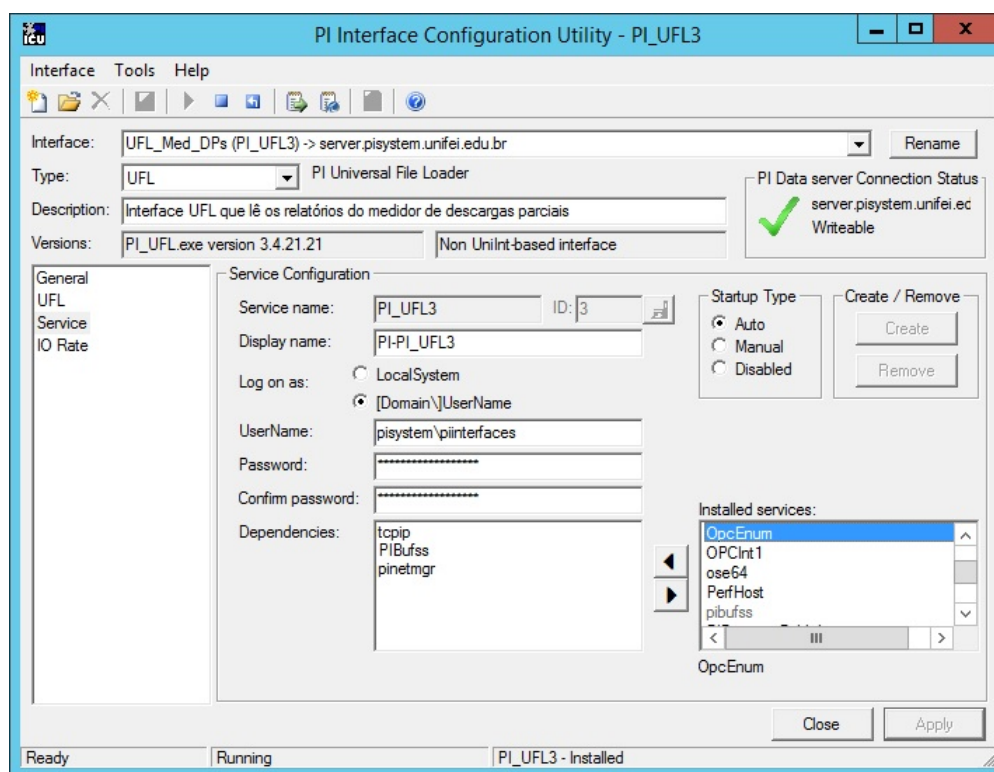 ICU
PI Interface Configuration Utility - PI_UFL3
Interface Tools Help
Interface: UFL_Med_DPs (PI_UFL3) -> server.pisystem.unifei.edu.br Rename
Type: UFL PI Universal File Loader
PI Data server Connection Status
server.pisystem.unifei.ed
Writeable
Description: Interface UFL que lê os relatórios do medidor de descargas parciais
Versions: PI_UFL.exe version 3.4.21.21 Non UniInt-based interface
General
UFL
Service
IO Rate
Service Configuration
Service name: PI_UFL3 ID: 3
Display name: PI-PI_UFL3
Log on as: LocalSystem
[Domain\]UserName
UserName: pisystem\piinterfaces
Password: ******************
Confirm password: ******************
Dependencies: tcpip
PIBufss
pinetmgr
Startup Type
Auto
Manual
Disabled
Create / Remove
Create
Remove
Installed services:
OpcEnum
OPCInt1
ose64
PerfHost
pibufss
OpcEnum
Close Apply
Ready Running PI_UFL3 - Installed